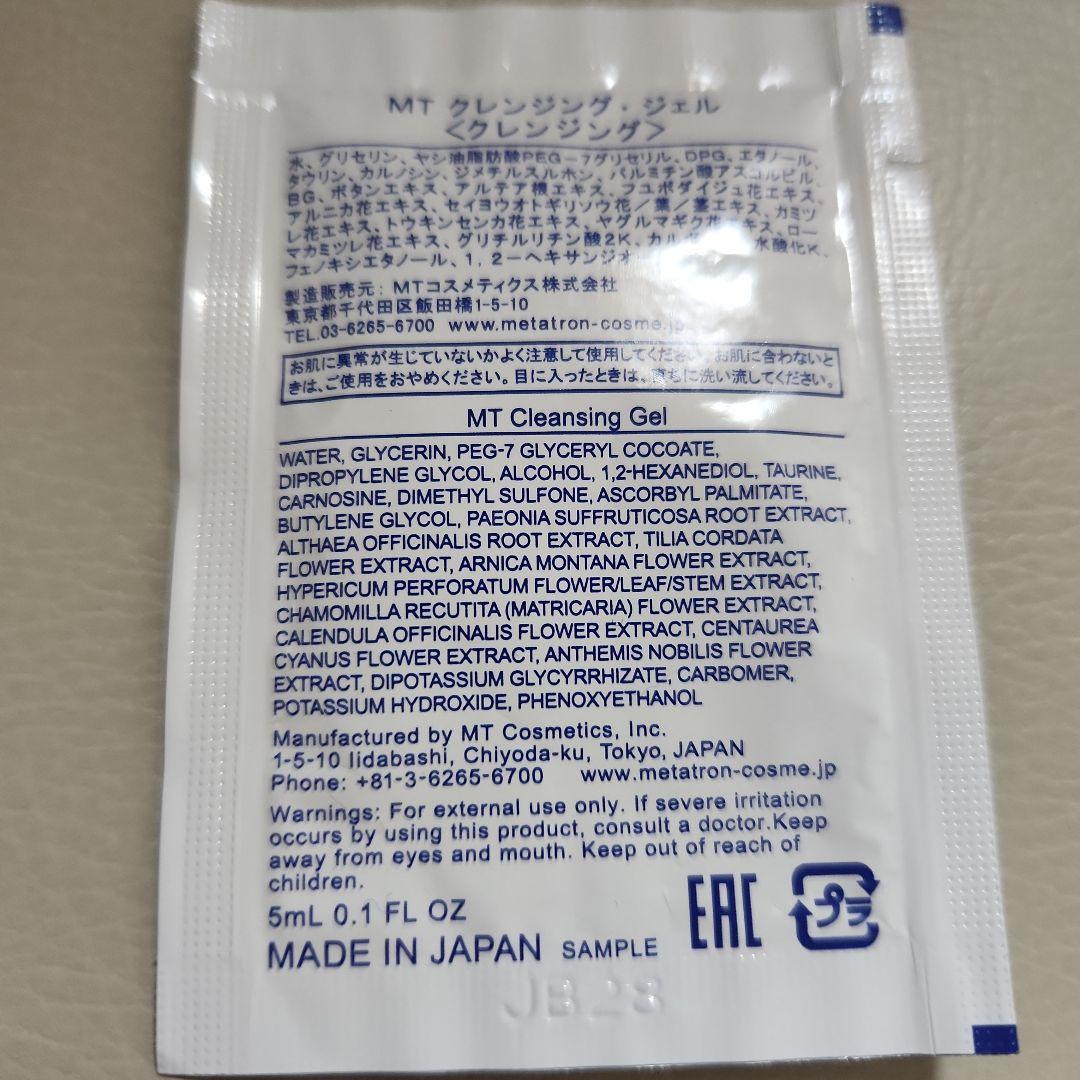 MT クレンジング・ジェル
<クレンジング>
水、グリセリン、ヤシ油脂肪酸PEG-7グリセリル、DPG、エタノール、
タウリン、カルノシン、ジメチルスルホン、パルミチン酸アスコルビル、
BG、ボタンエキス、アルテア根エキス、フユボダイジュ花エキス、
アルニカ花エキス、セイヨウオトギリソウ花/葉/茎エキス、カミツ
レ花エキス、トウキンセンカ花エキス、ヤグルマギク花エキス、ロー
マカミツレ花エキス、グリチルリチン酸2K、カル 水酸化K、
フェノキシエタノール、1,2-ヘキサンジオ
製造販売元:MTコスメティクス株式会社
東京都千代田区飯田橋1-5-10
TEL.03-6265-6700 www.metatron-cosme.jp
お肌に異常が生じていないかよく注意して使用してください。お肌に合わないと
きは、ご使用をおやめください。目に入ったときは、直ちに洗い流してください。
MT Cleansing Gel
WATER, GLYCERIN, PEG-7 GLYCERYL COCOATE,
DIPROPYLENE GLYCOL, ALCOHOL, 1,2-HEXANEDIOL, TAURINE,
CARNOSINE, DIMETHYL SULFONE, ASCORBYL PALMITATE,
BUTYLENE GLYCOL, PAEONIA SUFFRUTICOSA ROOT EXTRACT,
ALTHAEA OFFICINALIS ROOT EXTRACT, TILIA CORDATA
FLOWER EXTRACT, ARNICA MONTANA FLOWER EXTRACT,
HYPERICUM PERFORATUM FLOWER/LEAF/STEM EXTRACT,
CHAMOMILLA RECUTITA (MATRICARIA) FLOWER EXTRACT,
CALENDULA OFFICINALIS FLOWER EXTRACT, CENTAUREA
CYANUS FLOWER EXTRACT, ANTHEMIS NOBILIS FLOWER
EXTRACT, DIPOTASSIUM GLYCYRRHIZATE, CARBOMER,
POTASSIUM HYDROXIDE, PHENOXYETHANOL
Manufactured by MT Cosmetics, Inc.
1-5-10 Iidabashi, Chiyoda-ku, Tokyo, JAPAN
Phone: +81-3-6265-6700 www.metatron-cosme.jp
Warnings: For external use only. If severe irritation
occurs by using this product, consult a doctor.Keep
away from eyes and mouth. Keep out of reach of
children.
5mL 0.1 FL OZ
MADE IN JAPAN SAMPLE
EAC プラ
JB28